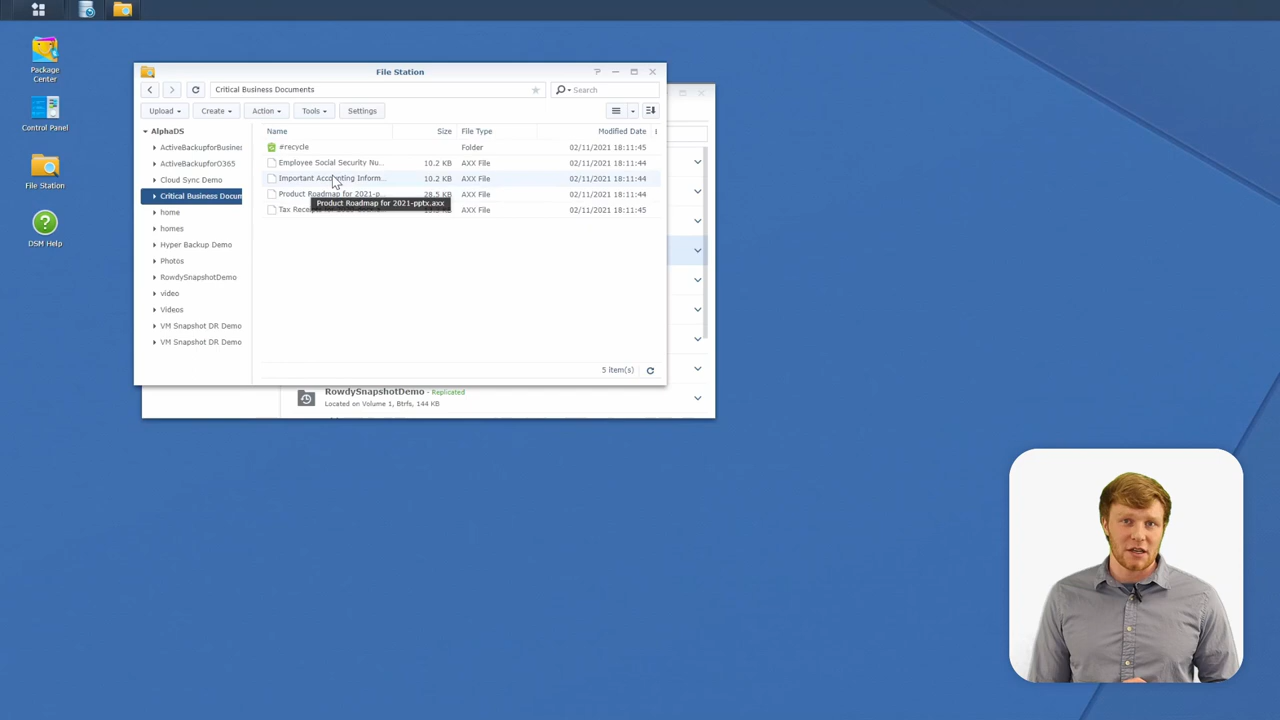 Package
Center
Control Panel
File Station
DSM Help
File Station
Critical Business Documents
Search
Upload
Create
Action
Tools
Settings
AlphaDS
ActiveBackupforBusines
ActiveBackupforO365
Cloud Sync Demo
Critical Business Docum
home
homes
Hyper Backup Demo
Photos
RowdySnapshotDemo
video
Videos
VM Snapshot DR Demo
VM Snapshot DR Demo
Name Size File Type Modified Date
#recycle Folder 02/11/2021 18:11:45
Employee Social Security Nu... 10.2 KB AXX File 02/11/2021 18:11:44
Important Accounting Inform... 10.2 KB AXX File 02/11/2021 18:11:44
Product Roadmap for 2021-p... 28.5 KB AXX File 02/11/2021 18:11:44
Product Roadmap for 2021-pptx.axx
Tax Rece AXX File 02/11/2021 18:11:45
5 item(s)
RowdySnapshotDemo - Replicated
Located on Volume 1, Btrfs, 144 KB